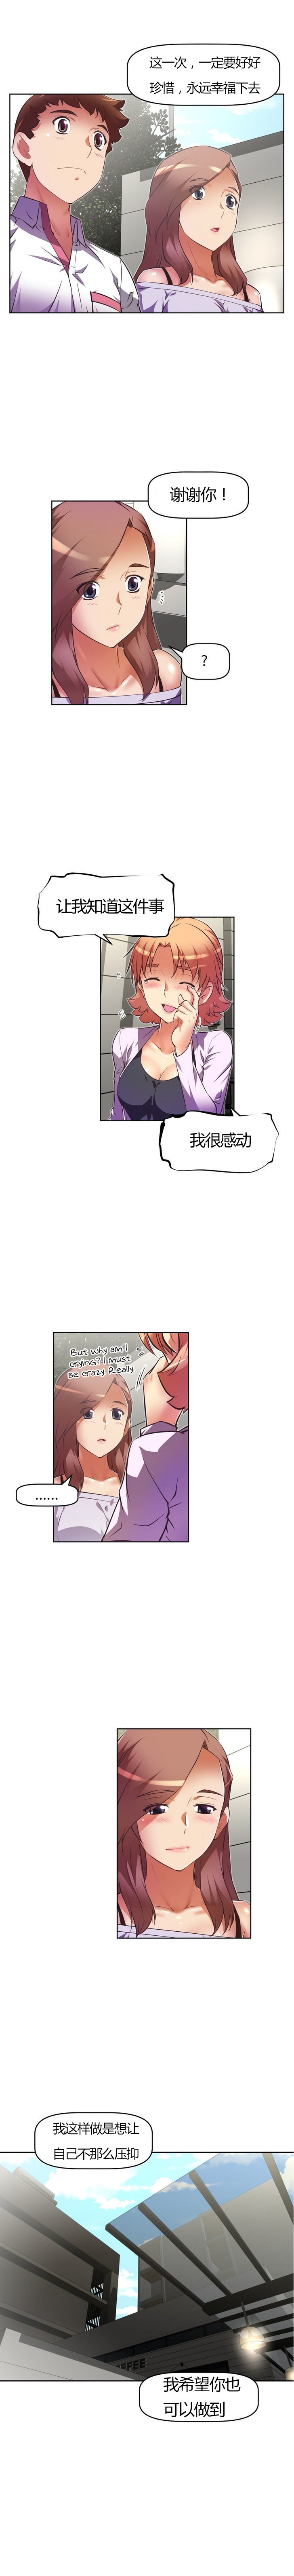 这一次，一定要好好
珍惜，永远幸福下去
谢谢你！
?
让我知道这件事
我很感动
But why am I
crying? I must
be crazy. Really
......
我这样做是想让
自己不那么压抑
FFEE
我希望你也
可以做到